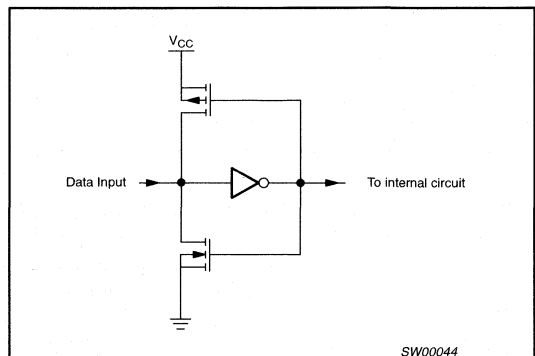 VCC
Data Input
To internal circuit
SW00044